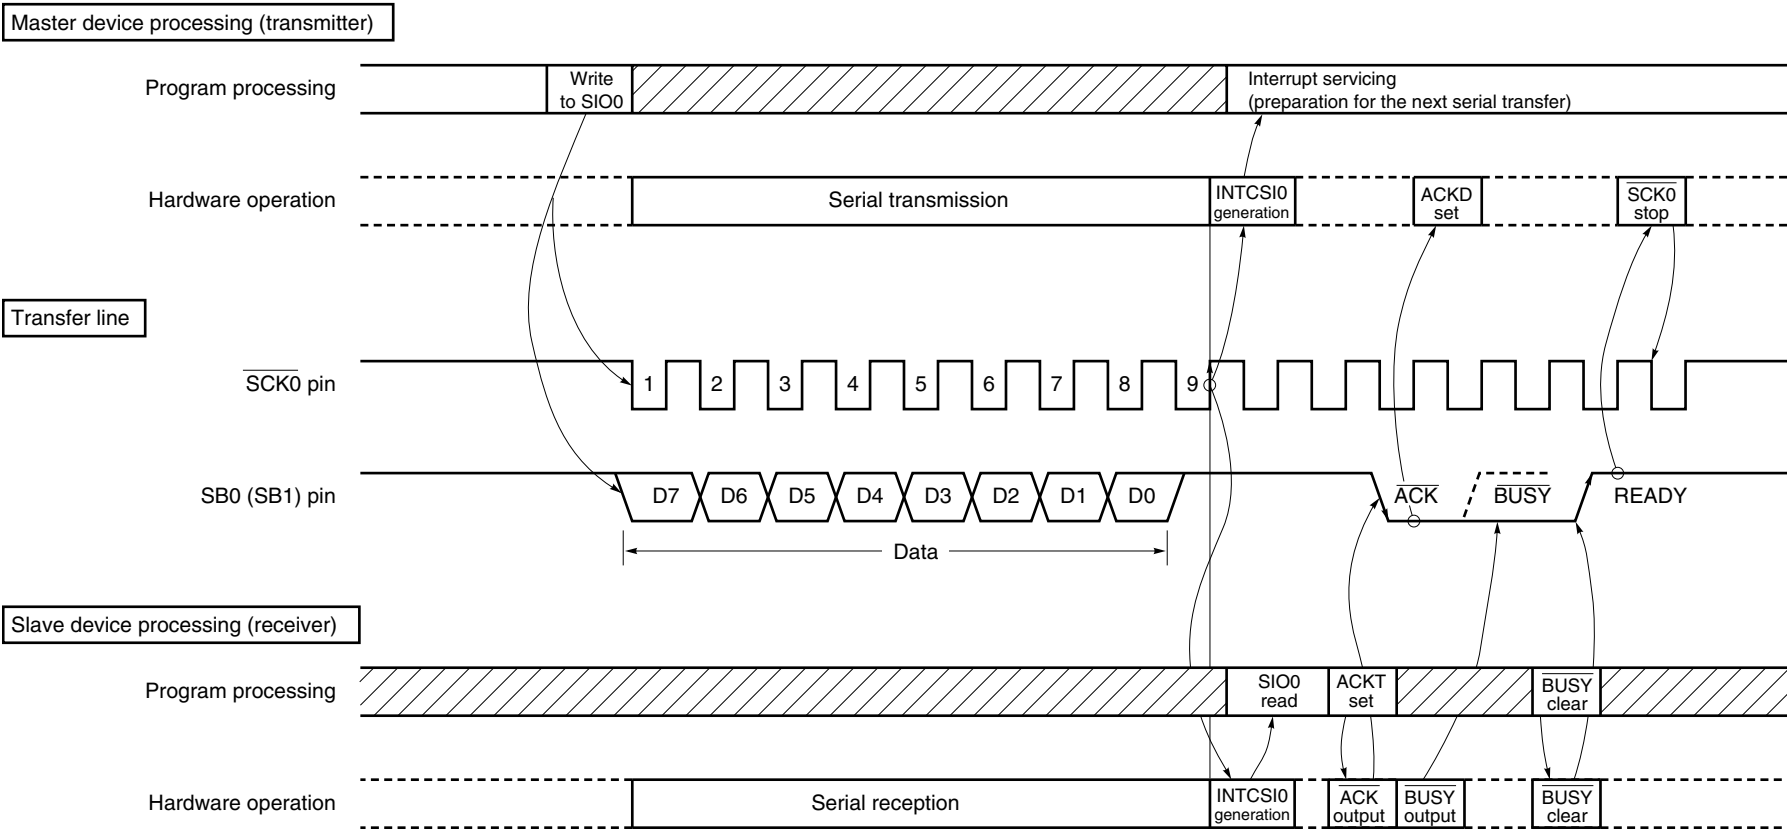 Master device processing (transmitter)
Program processing
Write
to SIO0
Interrupt servicing
(preparation for the next serial transfer)
Hardware operation
Serial transmission
INTCSI0
generation
ACKD
set
SCK0
stop
Transfer line
SCK0 pin
1 2 3 4 5 6 7 8 9
SB0 (SB1) pin
D7 D6 D5 D4 D3 D2 D1 D0
ACK
BUSY
READY
Data
Slave device processing (receiver)
Program processing
SIO0
read
ACKT
set
BUSY
clear
Hardware operation
Serial reception
INTCSI0
generation
ACK
output
BUSY
output
BUSY
clear